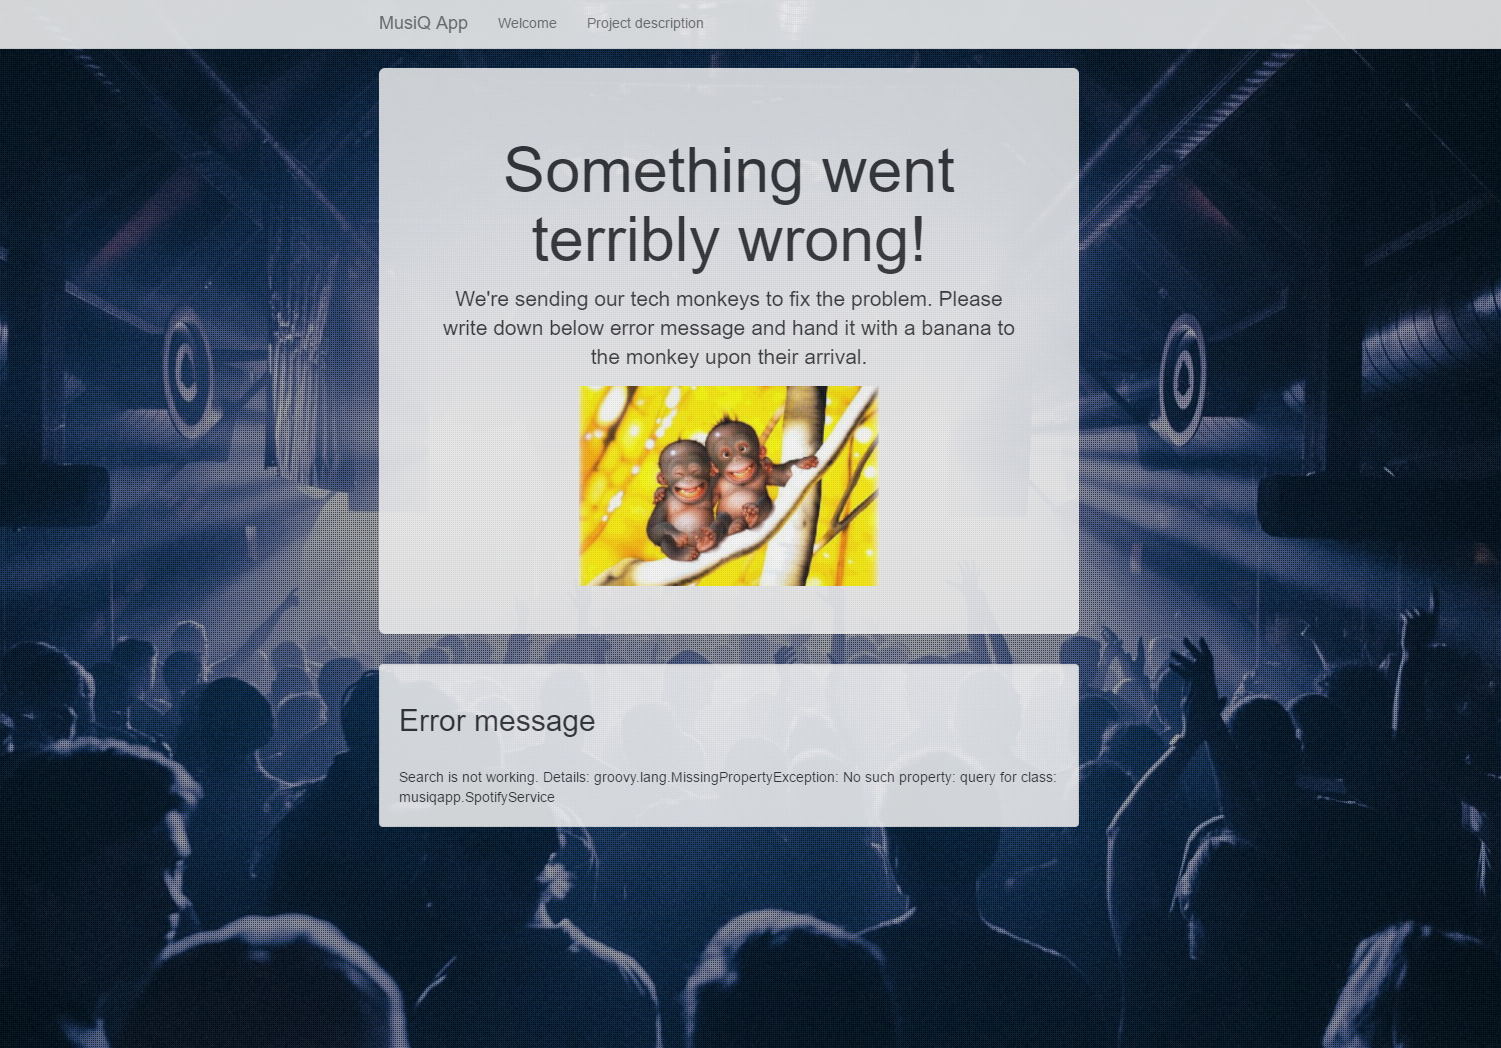 MusiQ App Welcome Project description
Something went
terribly wrong!
We're sending our tech monkeys to fix the problem. Please
write down below error message and hand it with a banana to
the monkey upon their arrival.
Error message
Search is not working. Details: groovy.lang.MissingPropertyException: No such property: query for class:
musiqapp.SpotifyService